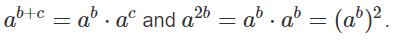 a^{b+c} = a^b · a^c and a^{2b} = a^b · a^b = (a^b)^2.